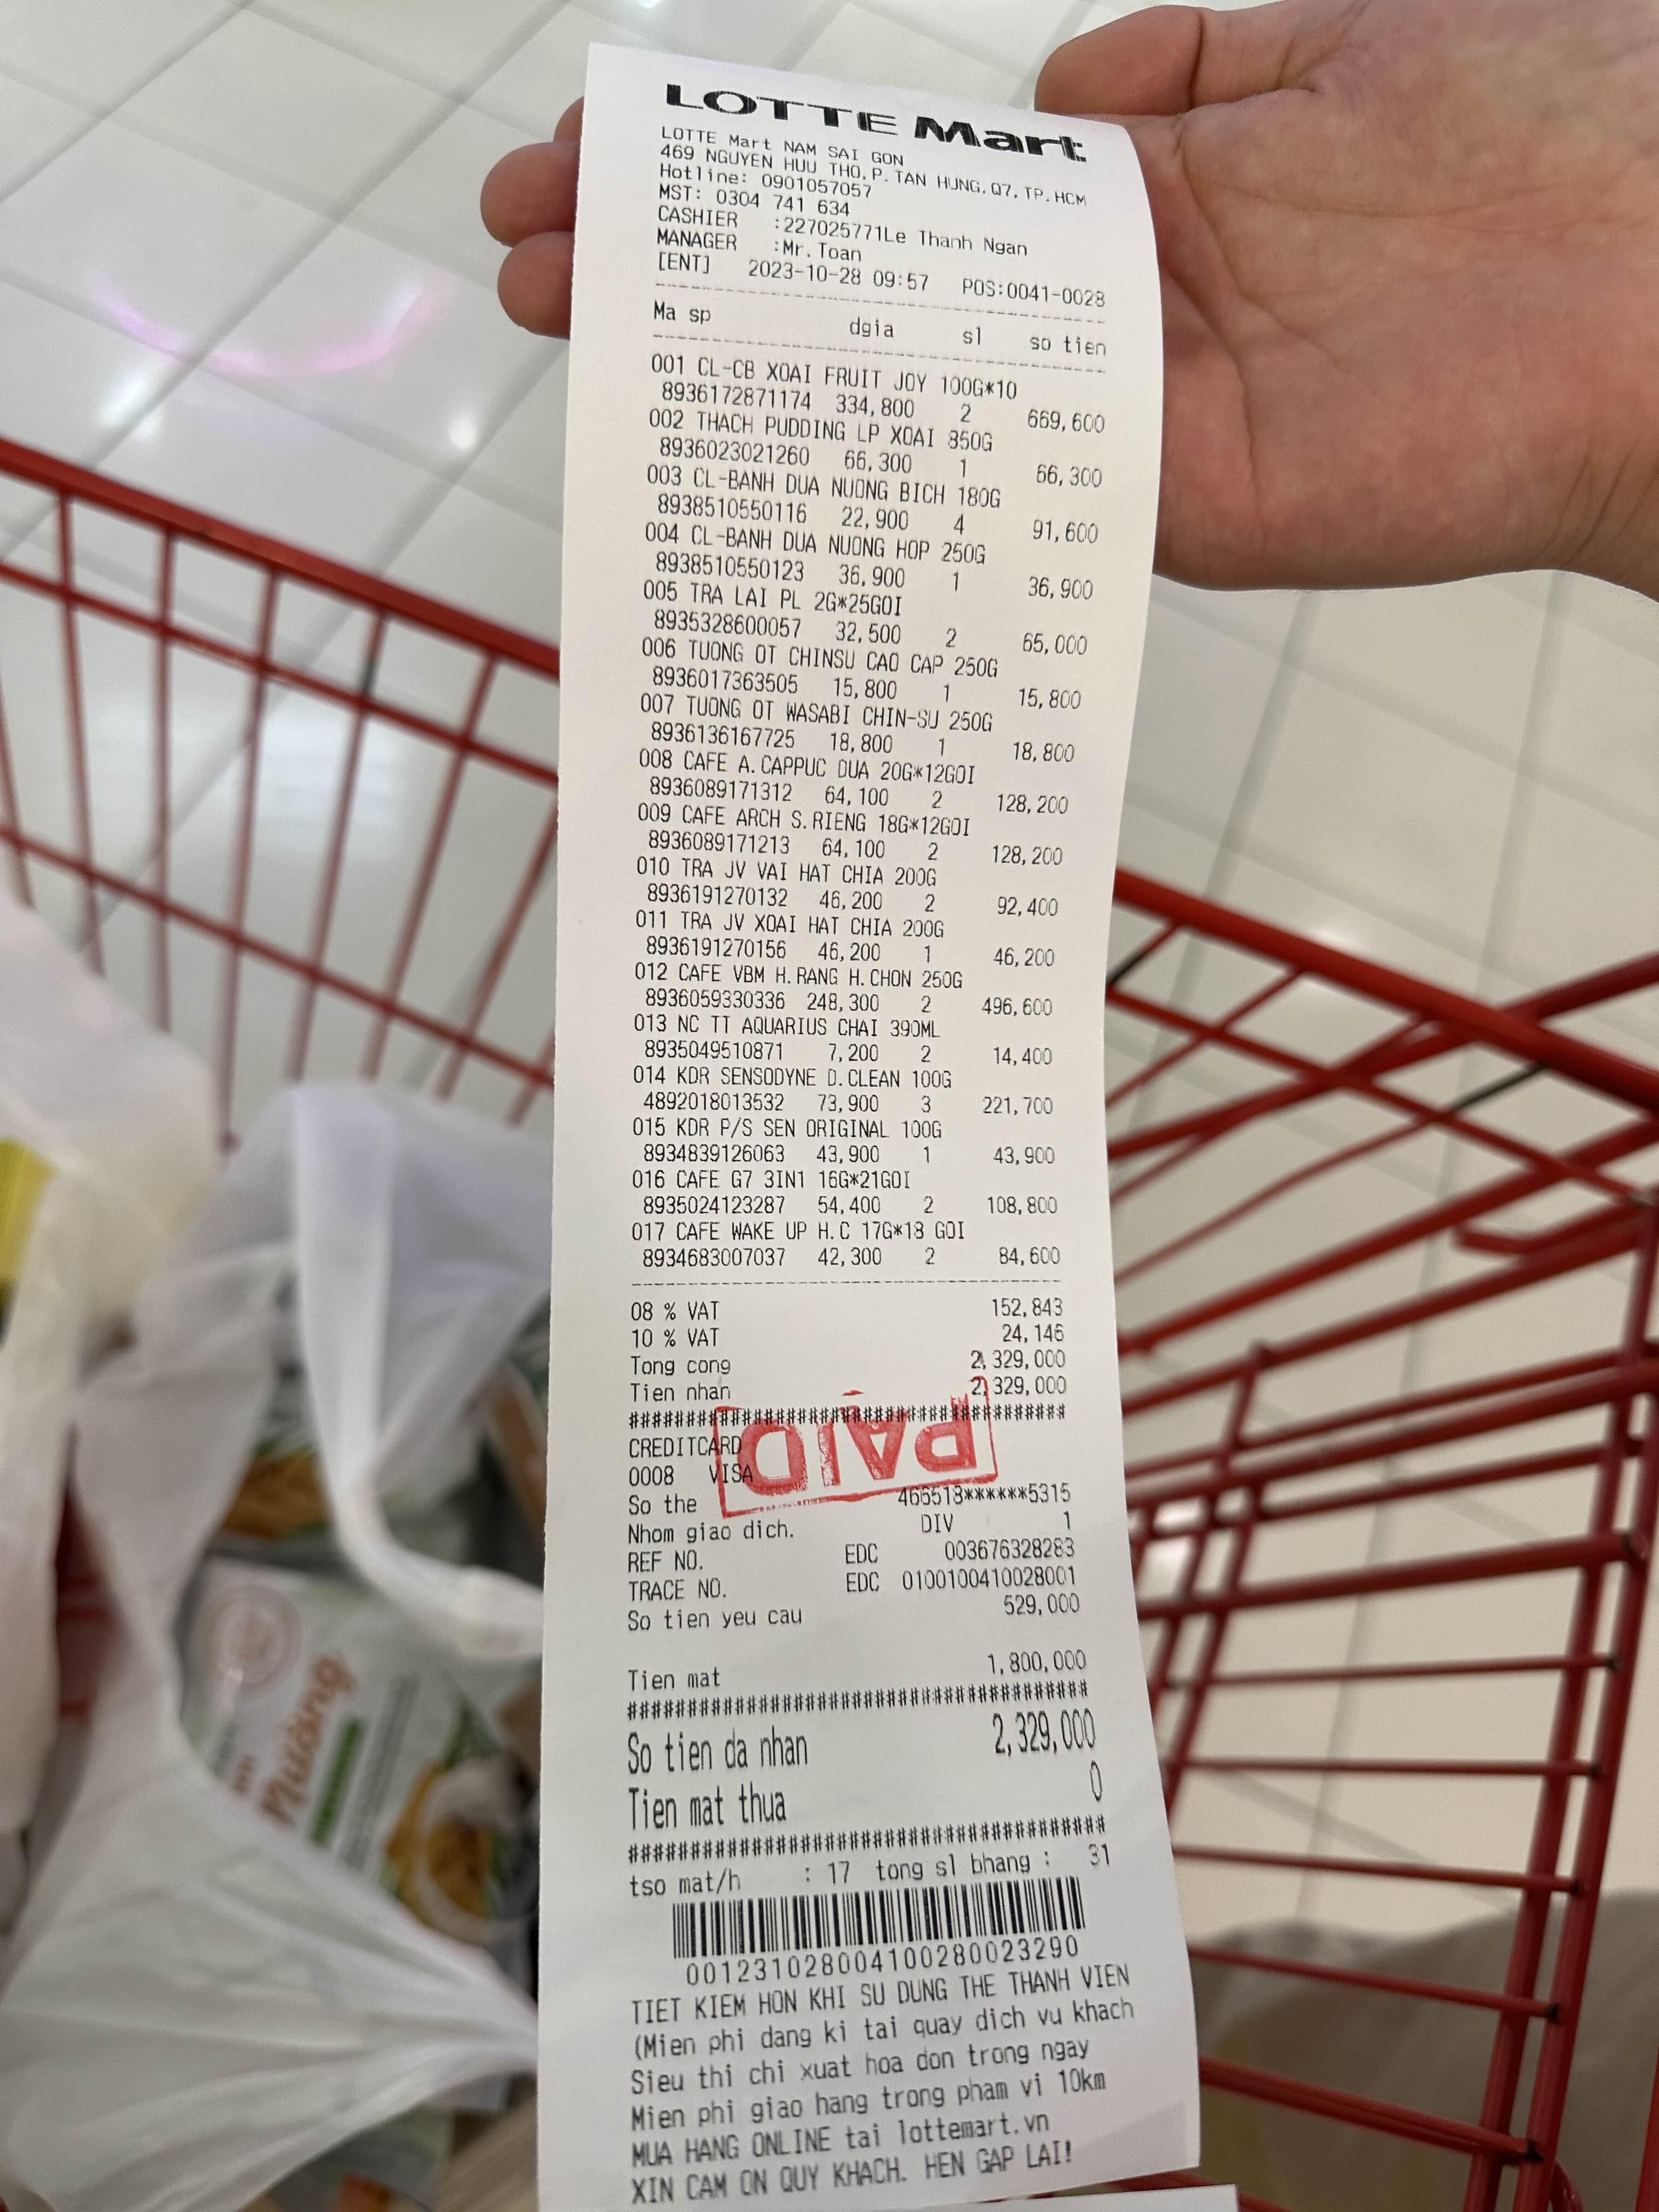 LOTTE Mart
LOTTE Mart NAM SAI GON
469 NGUYEN HUU THO, P. TAN HUNG, Q7, TP. HCM
Hotline: 0901057057
MST: 0304 741 634
CASHIER :227025771Le Thanh Ngan
MANAGER :Mr. Toan
[ENT] 2023-10-28 09:57 POS:0041-0028
Ma sp dgia sl so tien
001 CL-CB XOAI FRUIT JOY 100G*10
8936172871174 334,800 2 669,600
002 THACH PUDDING LP XOAI 850G
8936023021260 66,300 1 66,300
003 CL-BANH DUA NUONG BICH 180G
8938510550116 22,900 4 91,600
004 CL-BANH DUA NUONG HOP 250G
8938510550123 36,900 1 36,900
005 TRA LAI PL 2G*25GOI
8935328600057 32,500 2 65,000
006 TUONG OT CHINSU CAO CAP 250G
8936017363505 15,800 1 15,800
007 TUONG OT WASABI CHIN-SU 250G
8936136167725 18,800 1 18,800
008 CAFE A.CAPPUC DUA 20G*12GOI
8936089171312 64,100 2 128,200
009 CAFE ARCH S.RIENG 18G*12GOI
8936089171213 64,100 2 128,200
010 TRA JV VAI HAT CHIA 200G
8936191270132 46,200 2 92,400
011 TRA JV XOAI HAT CHIA 200G
8936191270156 46,200 1 46,200
012 CAFE VBM H.RANG H.CHON 250G
8936059330336 248,300 2 496,600
013 NC TT AQUARIUS CHAI 390ML
8935049510871 7,200 2 14,400
014 KDR SENSODYNE D.CLEAN 100G
4892018013532 73,900 3 221,700
015 KDR P/S SEN ORIGINAL 100G
8934839126063 43,900 1 43,900
016 CAFE G7 3IN1 16G*21GOI
8935024123287 54,400 2 108,800
017 CAFE WAKE UP H.C 17G*18 GOI
8934683007037 42,300 2 84,600
08 % VAT 152,843
10 % VAT 24,146
Tong cong 2,329,000
Tien nhan 2,329,000
######################################
PAID
CREDITCARD
0008 VISA
So the 466518******5315
Nhom giao dich. DIV 1
REF NO. EDC 003676328283
TRACE NO. EDC 0100100410028001
So tien yeu cau 529,000
Tien mat 1,800,000
######################################
So tien da nhan 2,329,000
Tien mat thua 0
######################################
tso mat/h : 17 tong sl bhang : 31
00123102800410028002​3290
TIET KIEM HON KHI SU DUNG THE THANH VIEN
(Mien phi dang ki tai quay dich vu khach
Sieu thi chi xuat hoa don trong ngay
Mien phi giao hang trong pham vi 10km
MUA HANG ONLINE tai lottemart.vn
XIN CAM ON QUY KHACH. HEN GAP LAI!
Nướng